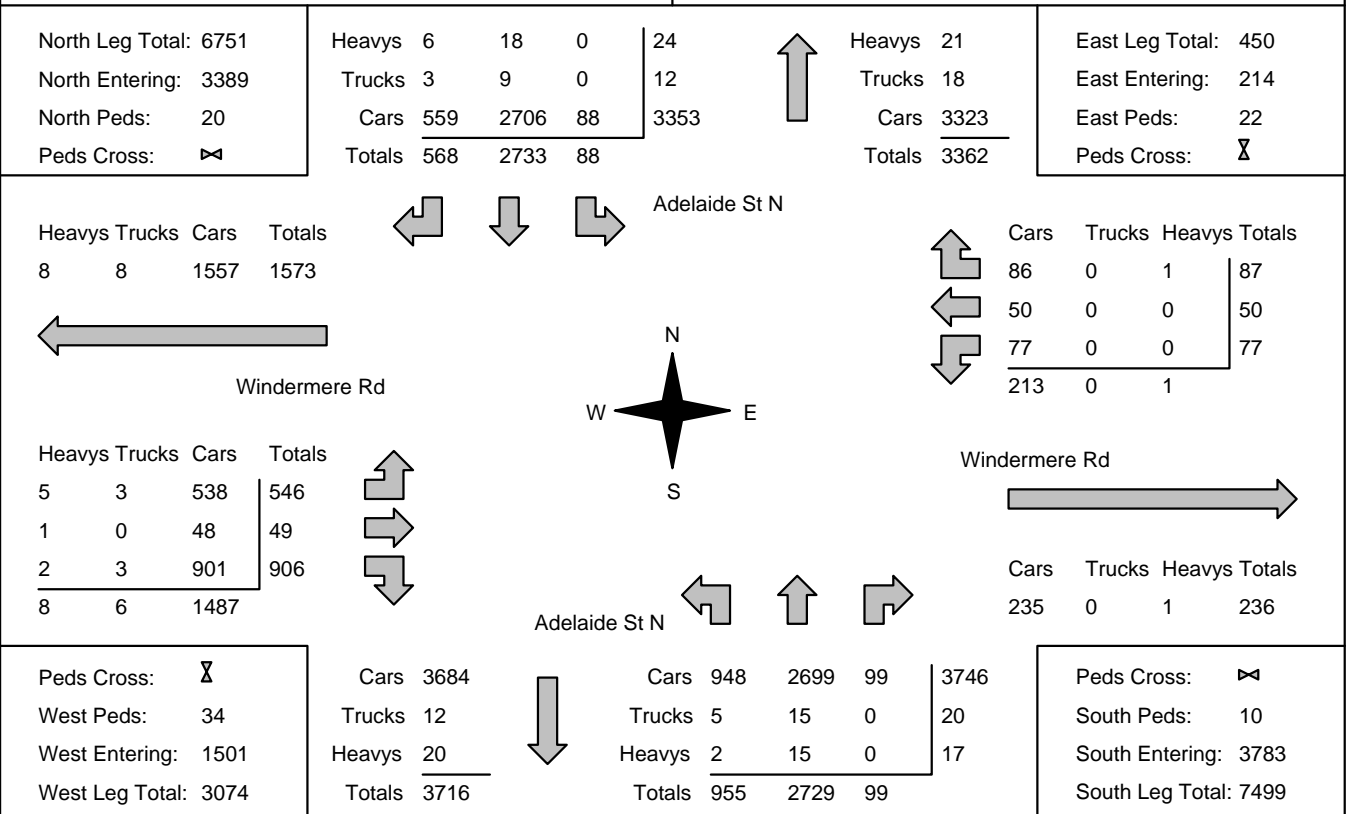 North Leg Total: 6751
North Entering: 3389
North Peds: 20
Peds Cross:
Heavys 6 18 0 24
Trucks 3 9 0 12
Cars 559 2706 88 3353
Totals 568 2733 88
Heavys 21
Trucks 18
Cars 3323
Totals 3362
East Leg Total: 450
East Entering: 214
East Peds: 22
Peds Cross:
Adelaide St N
Heavys Trucks Cars Totals
8 8 1557 1573
Cars Trucks Heavys Totals
86 0 1 87
50 0 0 50
77 0 0 77
213 0 1
Windermere Rd
N
W E
S
Heavys Trucks Cars Totals
5 3 538 546
1 0 48 49
2 3 901 906
8 6 1487
Windermere Rd
Cars Trucks Heavys Totals
235 0 1 236
Adelaide St N
Peds Cross:
West Peds: 34
West Entering: 1501
West Leg Total: 3074
Cars 3684
Trucks 12
Heavys 20
Totals 3716
Cars 948 2699 99 3746
Trucks 5 15 0 20
Heavys 2 15 0 17
Totals 955 2729 99
Peds Cross:
South Peds: 10
South Entering: 3783
South Leg Total: 7499